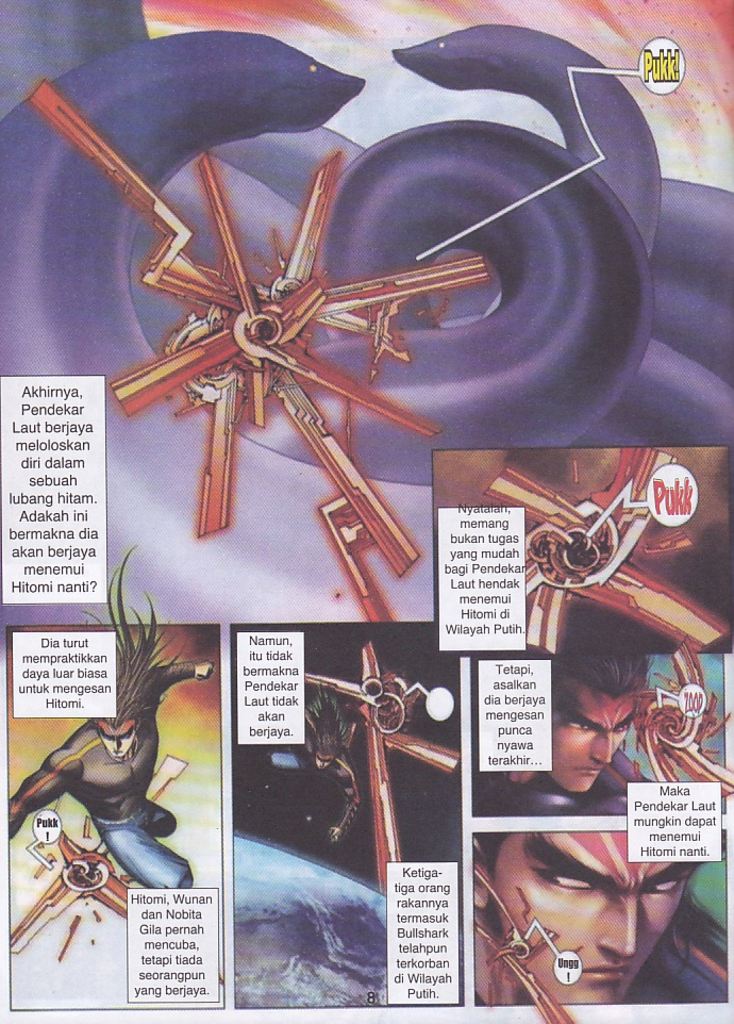 Pukk!
Akhirnya,
Pendekar
Laut berjaya
meloloskan
diri dalam
sebuah
lubang hitam.
Adakah ini
bermakna dia
akan berjaya
menemui
Hitomi nanti?
Pukk
Nyatalah,
memang
bukan tugas
yang mudah
bagi Pendekar
Laut hendak
menemui
Hitomi di
Wilayah Putih.
Dia turut
mempraktikkan
daya luar biasa
untuk mengesan
Hitomi.
Pukk
!
Hitomi, Wunan
dan Nobita
Gila pernah
mencuba,
tetapi tiada
seorangpun
yang berjaya.
Namun,
itu tidak
bermakna
Pendekar
Laut tidak
akan
berjaya.
Ketiga-
tiga orang
rakannya
termasuk
Bullshark
telahpun
terkorban
di Wilayah
Putih.
Tetapi,
asalkan
dia berjaya
mengesan
punca
nyawa
terakhir...
ZOOP
Maka
Pendekar Laut
mungkin dapat
menemui
Hitomi nanti.
Ungg
!
8